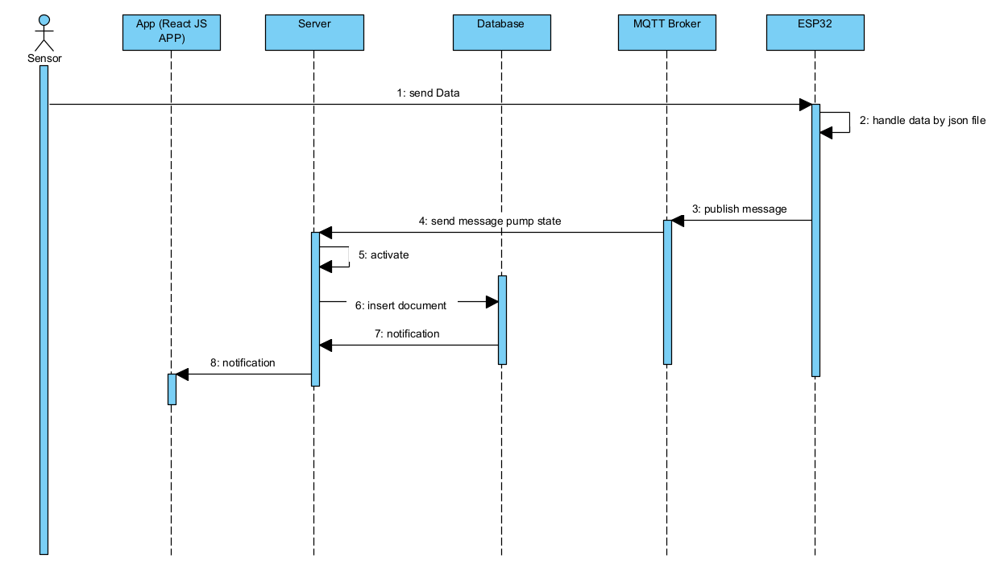 Sensor
App (React JS
APP)
Server
Database
MQTT Broker
ESP32
1: send Data
2: handle data by json file
3: publish message
4: send message pump state
5: activate
6: insert document
7: notification
8: notification